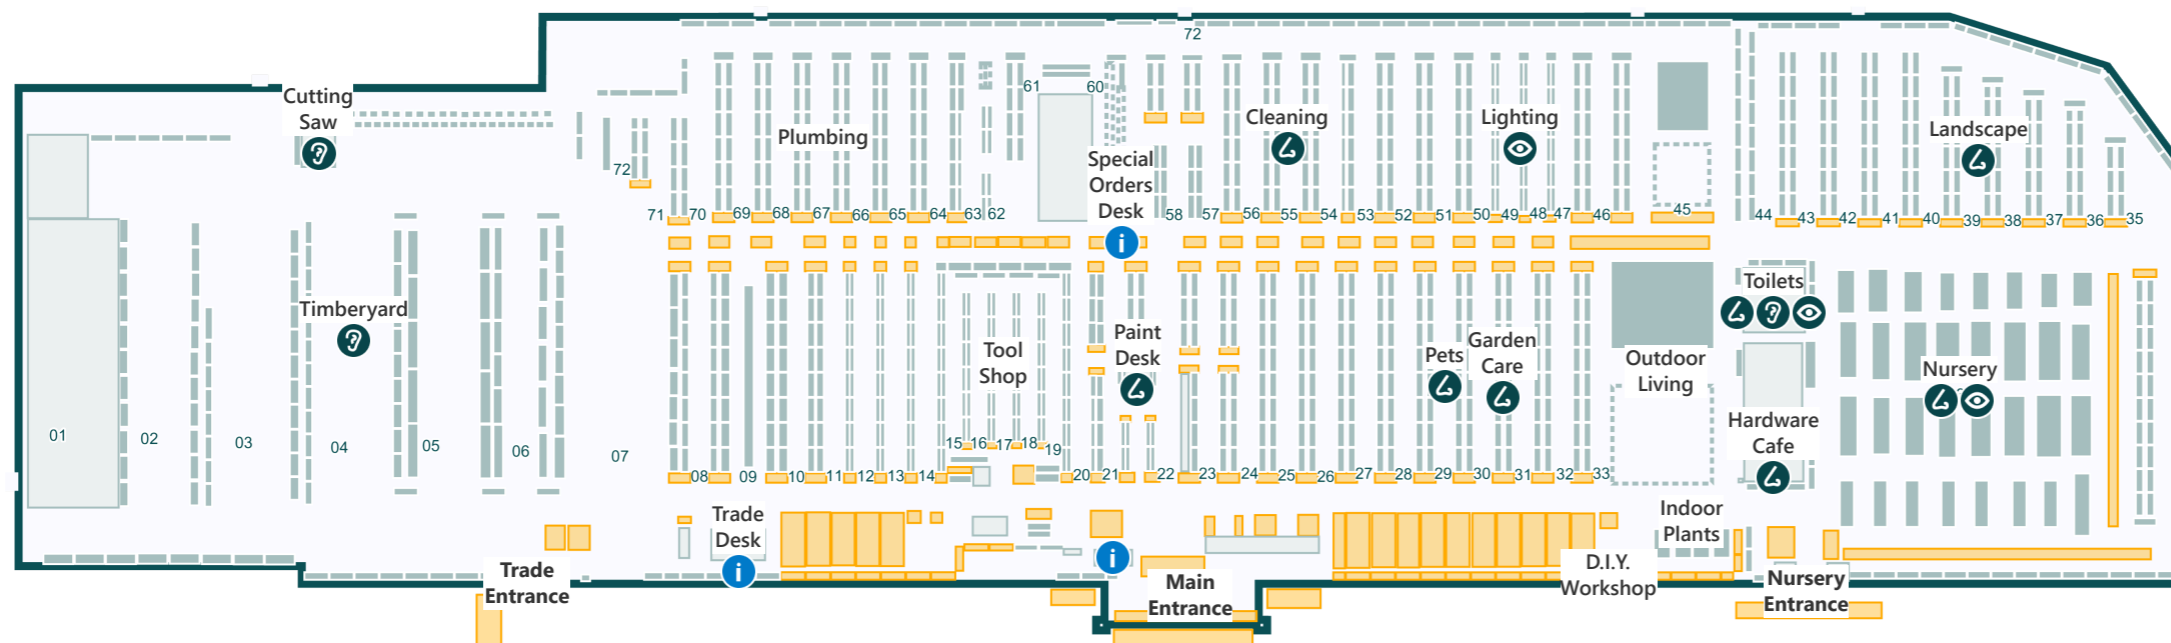 72
Cutting
Saw
61
60
Plumbing
Cleaning
Lighting
Landscape
Special
Orders
Desk
72
71
70
69
68
67
66
65
64
63
62
58
57
56
55
54
53
52
51
50
49
48
47
46
45
44
43
42
41
40
39
38
37
36
35
Timberyard
Toilets
Tool
Shop
Paint
Desk
Pets
Garden
Care
Outdoor
Living
Nursery
Hardware
Cafe
01
02
03
04
05
06
07
15
16
17
18
19
08
09
10
11
12
13
14
20
21
22
23
24
25
26
27
28
29
30
31
32
33
Trade
Desk
i
i
i
Indoor
Plants
D.I.Y.
Workshop
Trade
Entrance
Main
Entrance
Nursery
Entrance